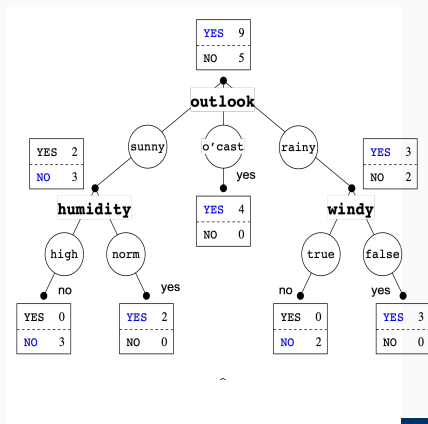 YES 9
NO 5
outlook
sunny
o'cast
rainy
YES 2
NO 3
yes
YES 3
NO 2
YES 4
NO 0
humidity
windy
high
norm
true
false
no
yes
no
yes
YES 0
NO 3
YES 2
NO 0
YES 0
NO 2
YES 3
NO 0